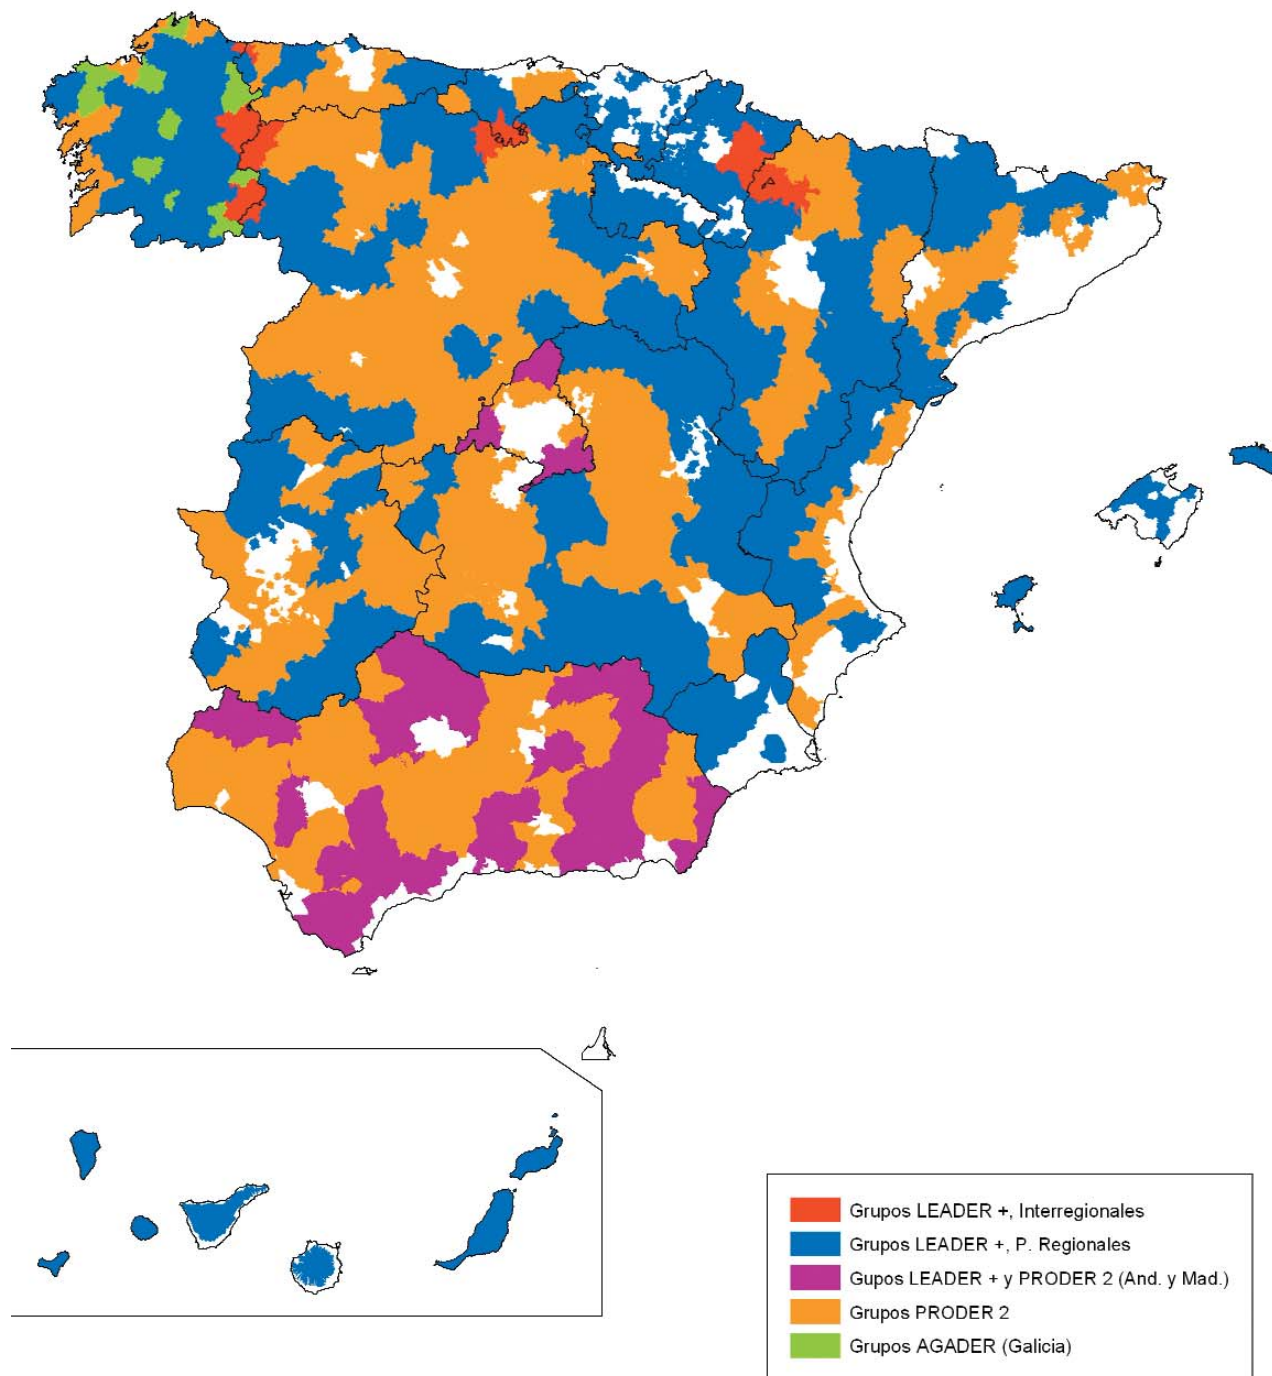 Grupos LEADER +, Interregionales
Grupos LEADER +, P. Regionales
Gupos LEADER + y PRODER 2 (And. y Mad.)
Grupos PRODER 2
Grupos AGADER (Galicia)